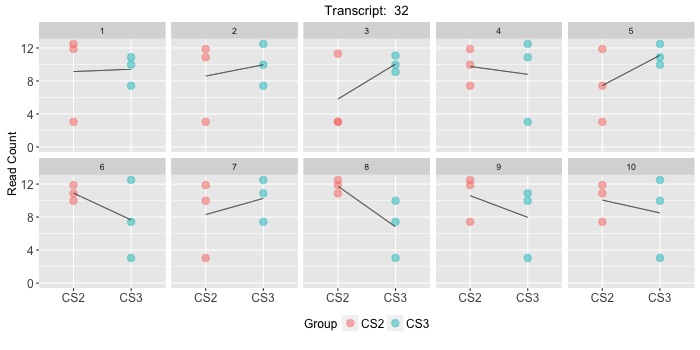 Transcript: 32
1 2 3 4 5
12
8
4
0
Read Count
6 7 8 9 10
12
8
4
0
CS2 CS3 CS2 CS3 CS2 CS3 CS2 CS3 CS2 CS3
Group CS2 CS3